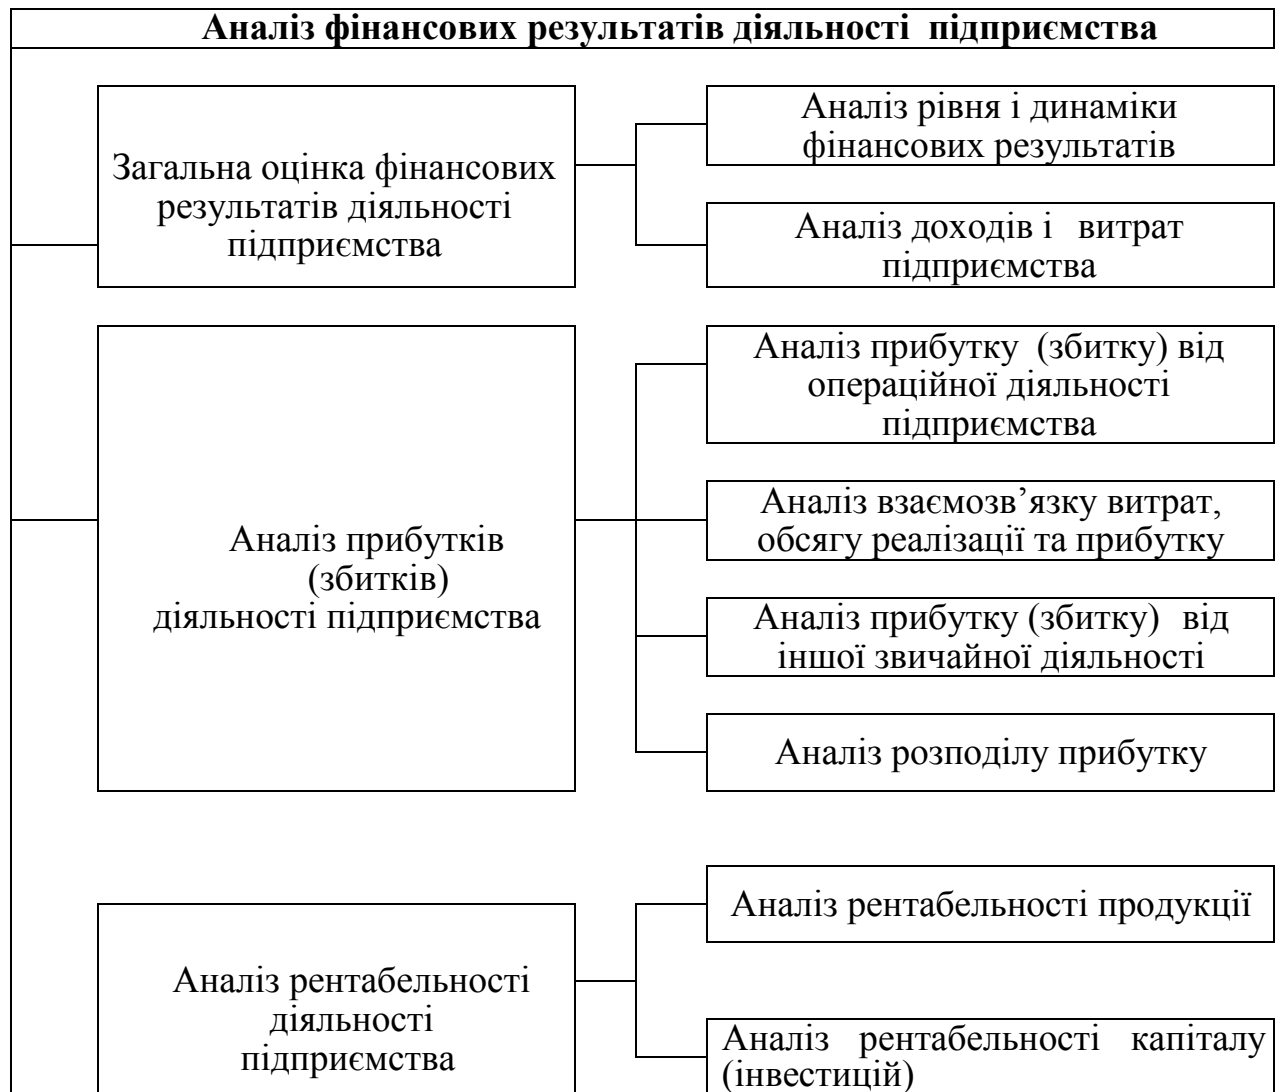 Аналіз фінансових результатів діяльності підприємства
Загальна оцінка фінансових
результатів діяльності
підприємства
Аналіз рівня і динаміки
фінансових результатів
Аналіз доходів і витрат
підприємства
Аналіз прибутків
(збитків)
діяльності підприємства
Аналіз прибутку (збитку) від
операційної діяльності
підприємства
Аналіз взаємозв’язку витрат,
обсягу реалізації та прибутку
Аналіз прибутку (збитку) від
іншої звичайної діяльності
Аналіз розподілу прибутку
Аналіз рентабельності
діяльності
підприємства
Аналіз рентабельності продукції
Аналіз рентабельності капіталу
(інвестицій)